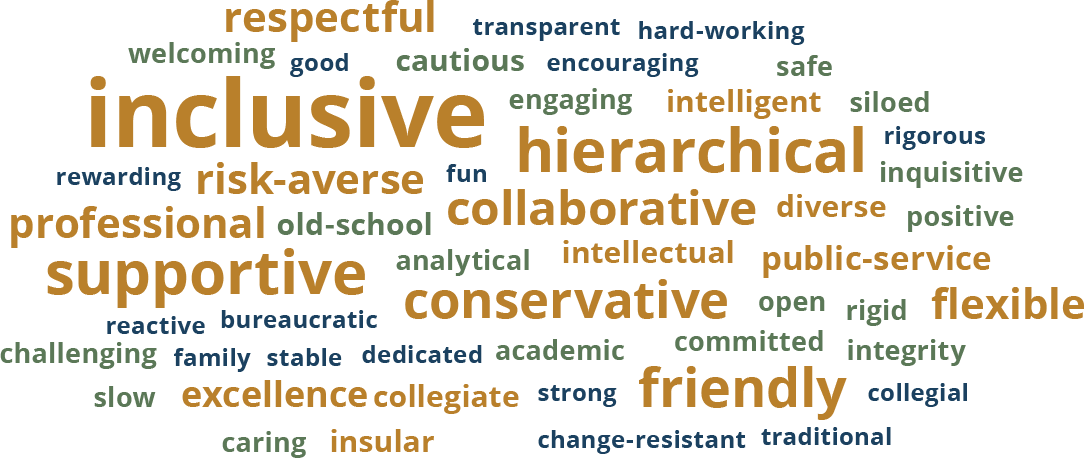 respectful transparent hard-working
welcoming good cautious encouraging safe
inclusive engaging intelligent siloed
hierarchical rigorous
rewarding risk-averse fun inquisitive
professional old-school collaborative diverse positive
supportive analytical intellectual public-service
conservative open rigid flexible
reactive bureaucratic
challenging family stable dedicated academic committed integrity
slow excellence collegiate strong friendly collegial
caring insular change-resistant traditional